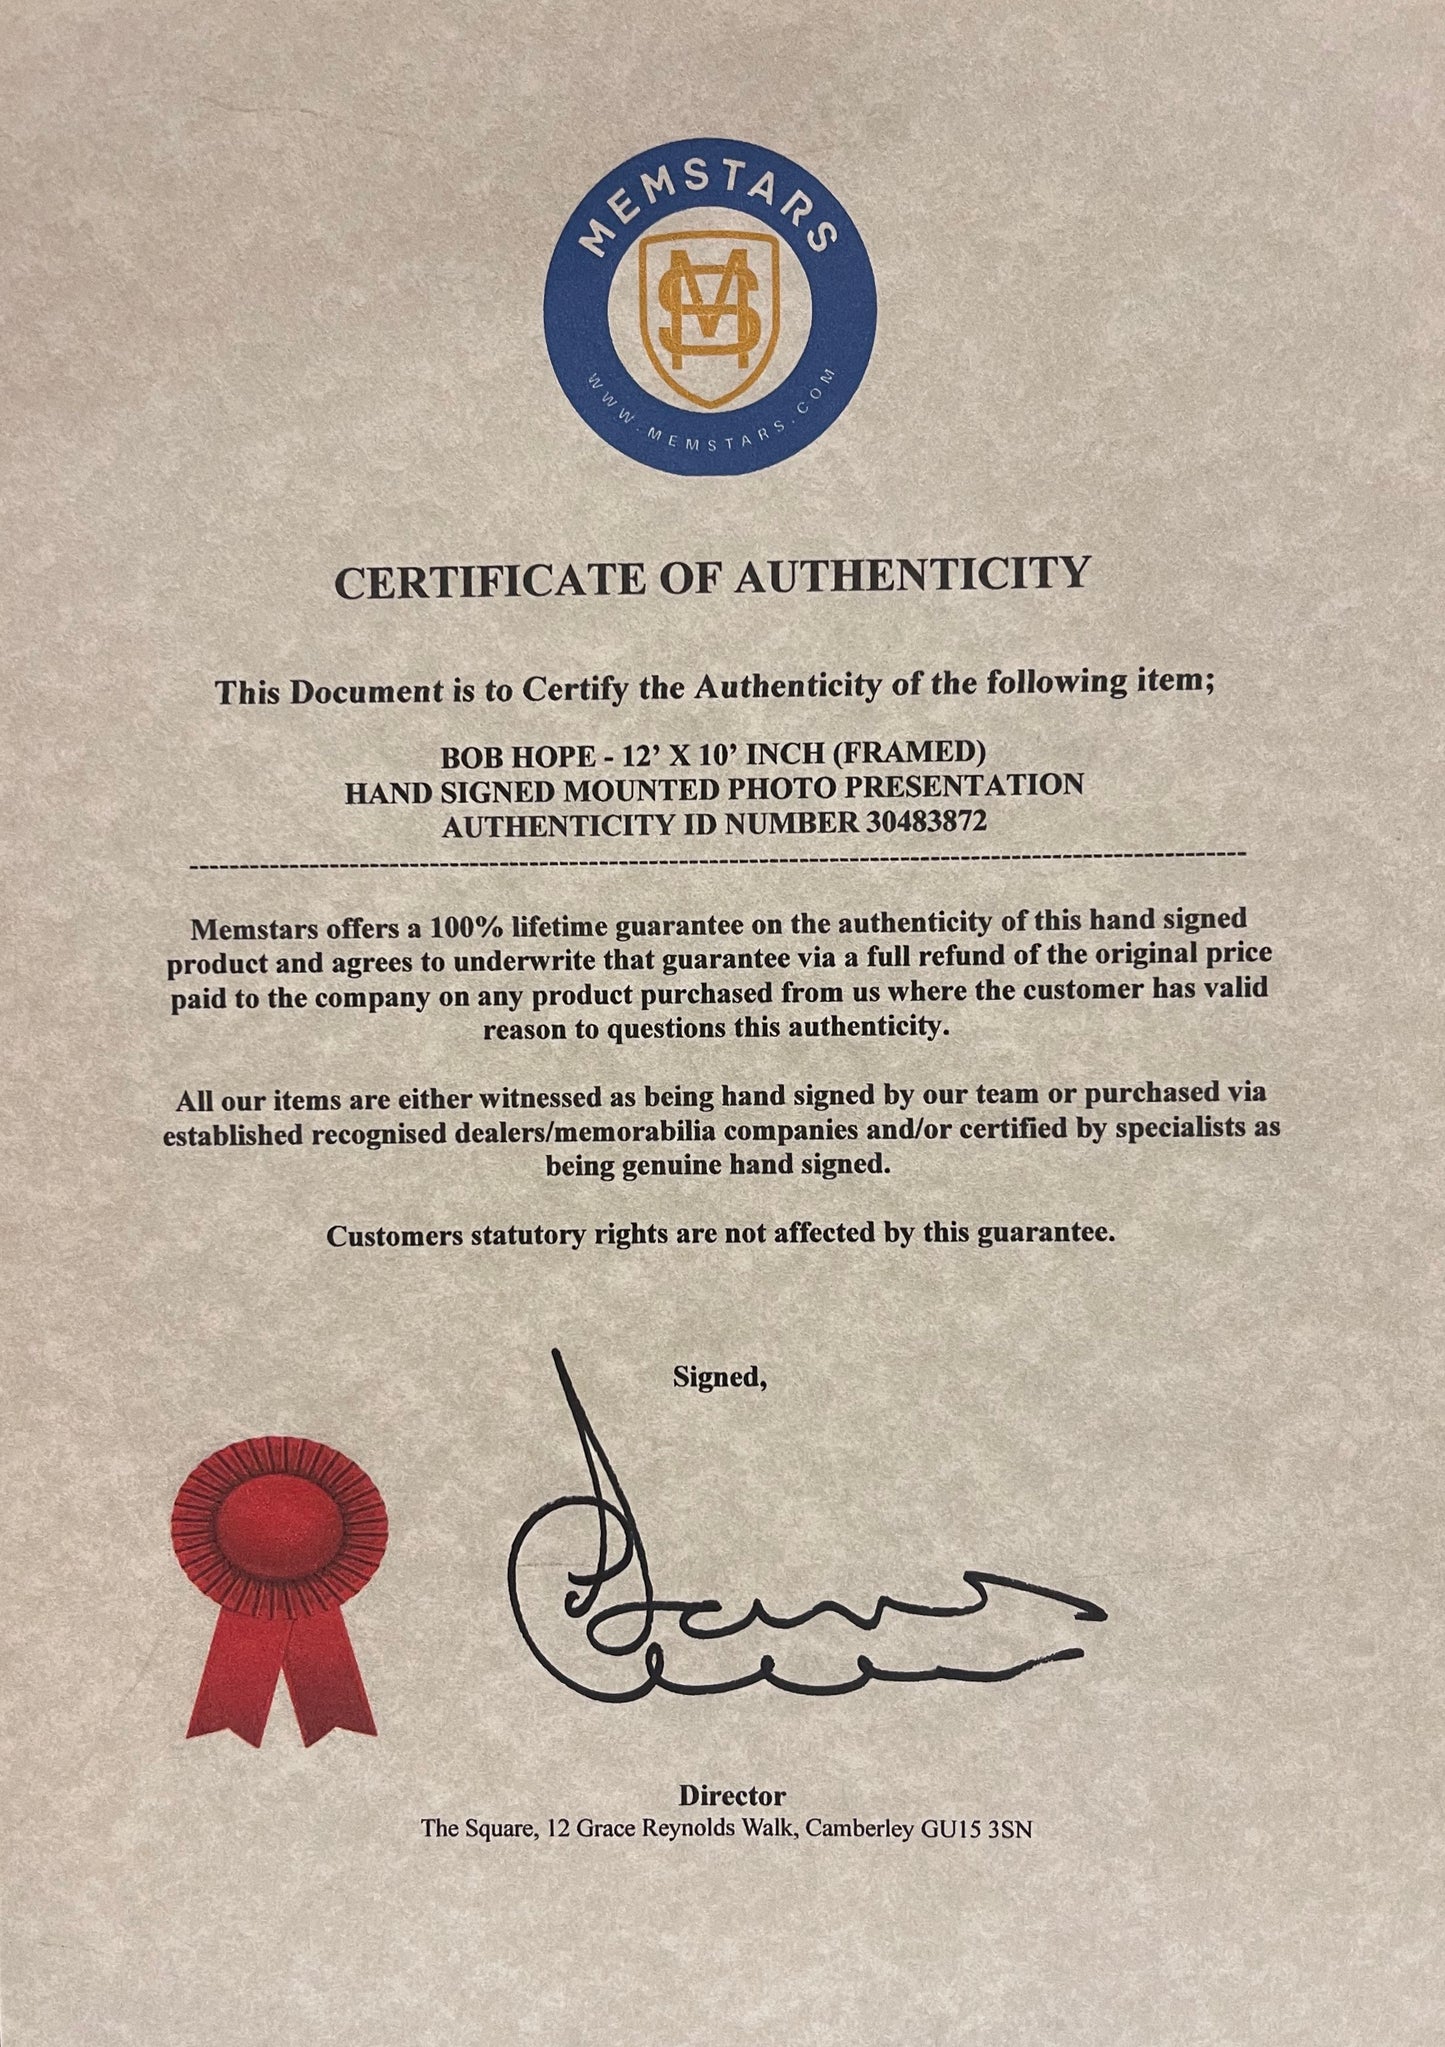 MEMSTARS
WWW.MEMSTARS.COM
CERTIFICATE OF AUTHENTICITY
This Document is to Certify the Authenticity of the following item;
BOB HOPE - 12’ X 10’ INCH (FRAMED)
HAND SIGNED MOUNTED PHOTO PRESENTATION
AUTHENTICITY ID NUMBER 30483872
Memstars offers a 100% lifetime guarantee on the authenticity of this hand signed
product and agrees to underwrite that guarantee via a full refund of the original price
paid to the company on any product purchased from us where the customer has valid
reason to questions this authenticity.
All our items are either witnessed as being hand signed by our team or purchased via
established recognised dealers/memorabilia companies and/or certified by specialists as
being genuine hand signed.
Customers statutory rights are not affected by this guarantee.
Signed,
Director
The Square, 12 Grace Reynolds Walk, Camberley GU15 3SN